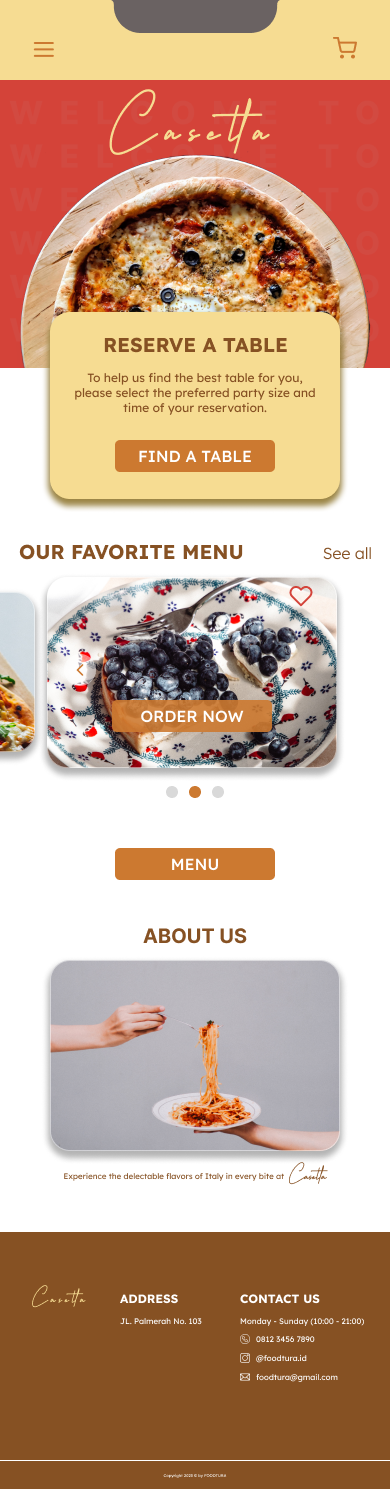 WELCOME TO
Casetta
RESERVE A TABLE
To help us find the best table for you,
please select the preferred party size and
time of your reservation.
FIND A TABLE
OUR FAVORITE MENU
See all
ORDER NOW
MENU
ABOUT US
Experience the delectable flavors of Italy in every bite at Casetta
Casetta
ADDRESS
JL. Palmerah No. 103
CONTACT US
Monday - Sunday (10:00 - 21:00)
0812 3456 7890
@foodtura.id
foodtura@gmail.com
Copyright 2023 © by FOODTURA